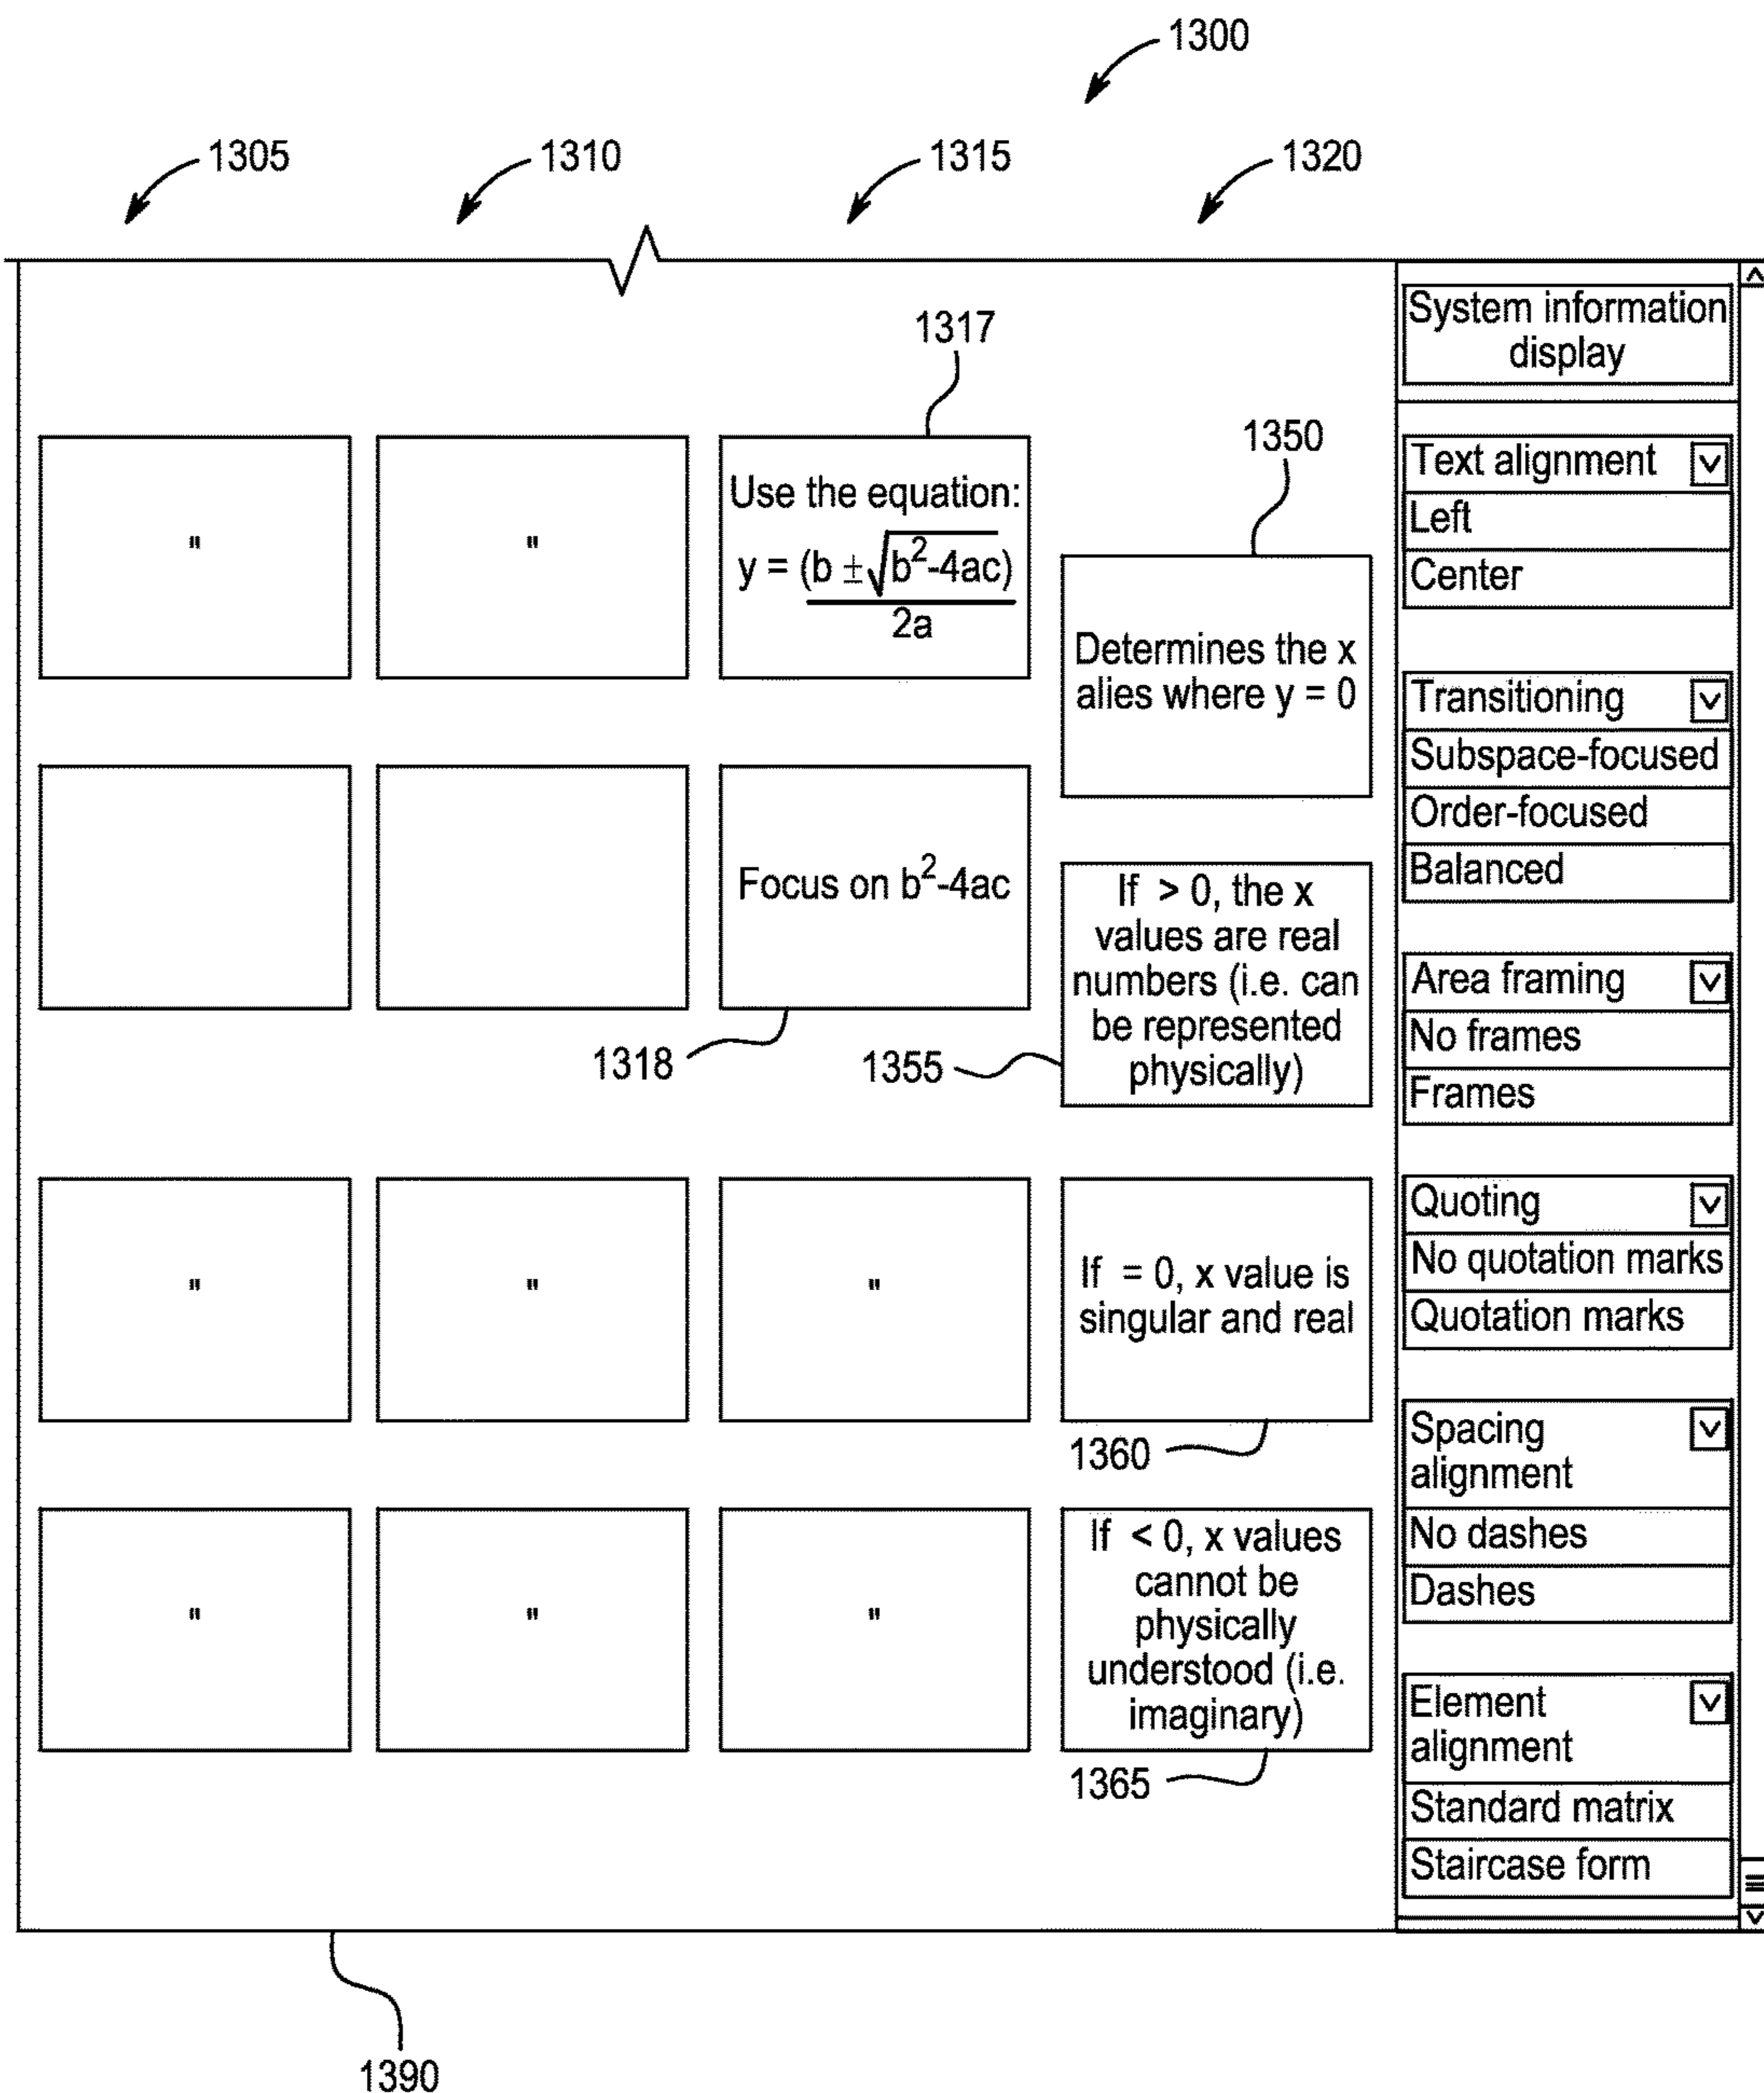 1300
1305
1310
1315
1320
1317
1350
"
"
Use the equation:
y = (b ±√b²-4ac)
2a
Determines the x
alies where y = 0
Focus on b²-4ac
If > 0, the x
values are real
numbers (i.e. can
be represented
physically)
1318
1355
"
"
"
If = 0, x value is
singular and real
1360
"
"
"
If < 0, x values
cannot be
physically
understood (i.e.
imaginary)
1365
1390
System information
display
Text alignment
Left
Center
Transitioning
Subspace-focused
Order-focused
Balanced
Area framing
No frames
Frames
Quoting
No quotation marks
Quotation marks
Spacing
alignment
No dashes
Dashes
Element
alignment
Standard matrix
Staircase form